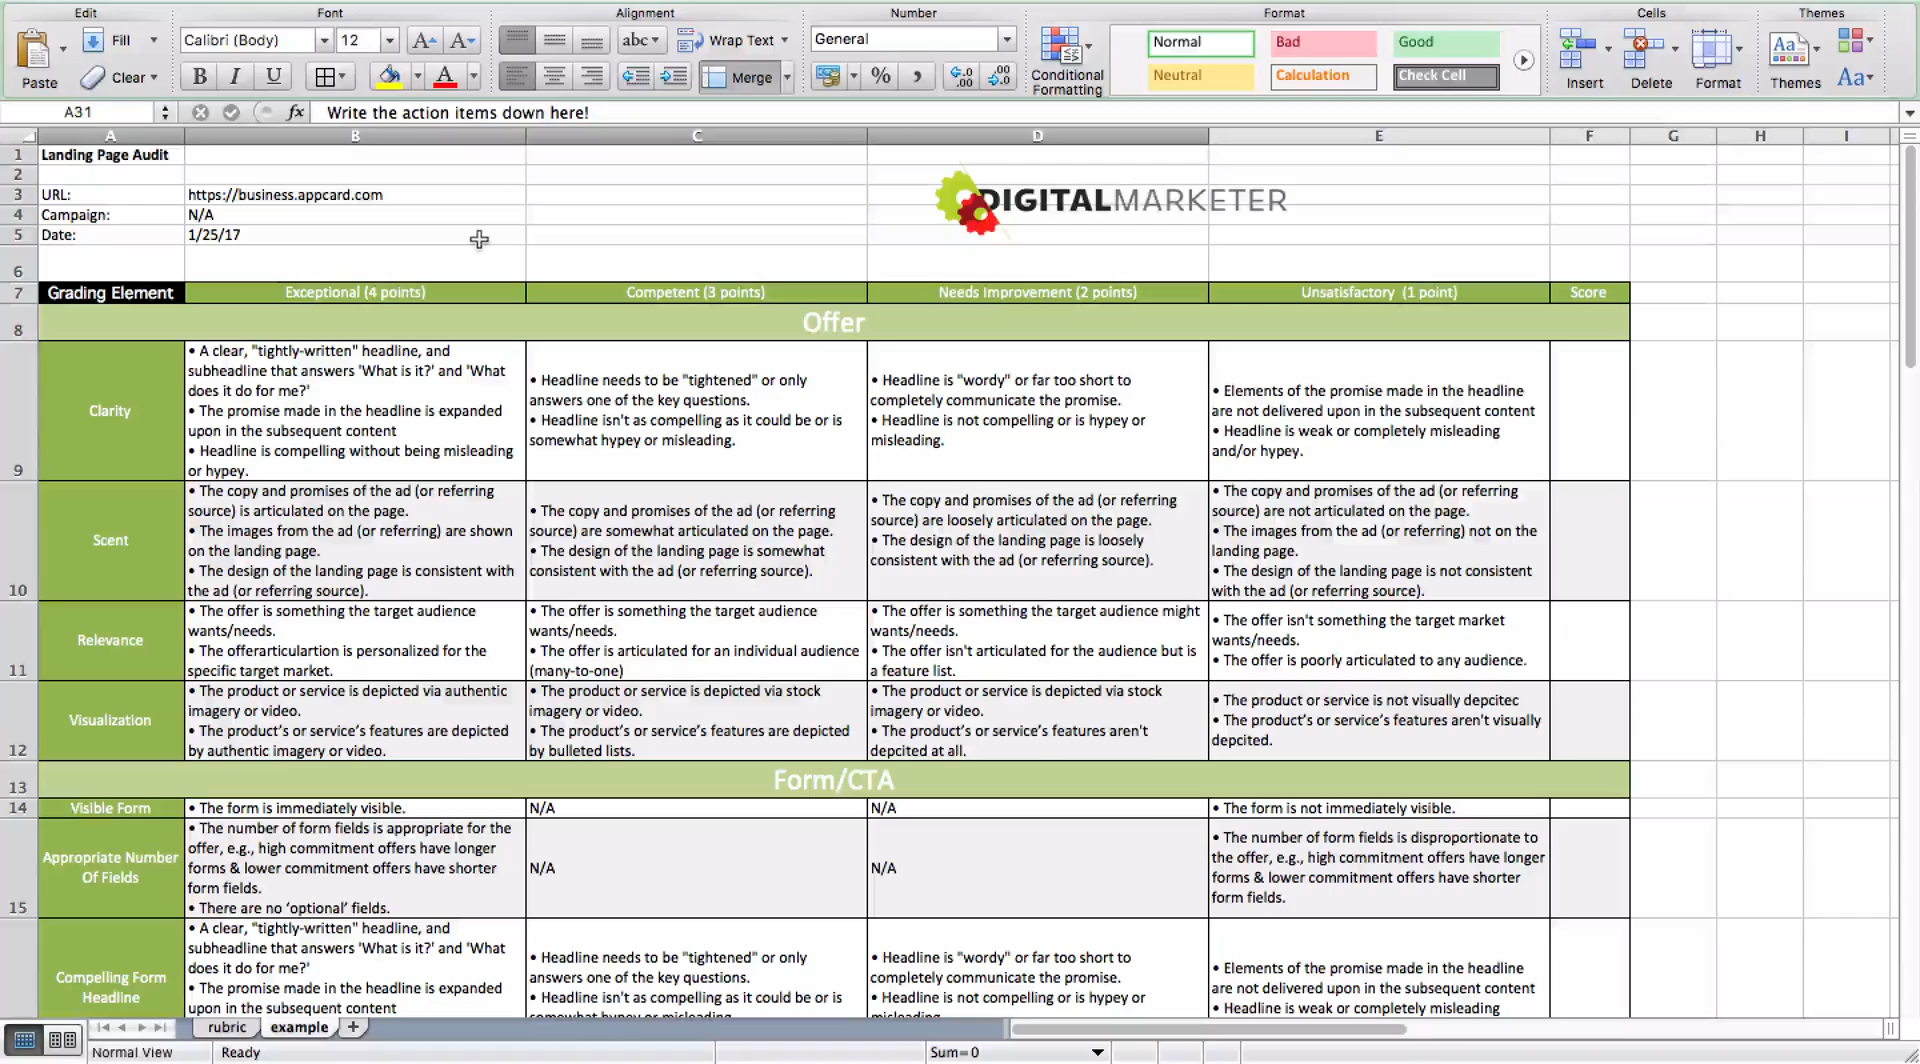 Edit Font Alignment Number Format Cells Themes
Fill Calibri (Body) 12 A A abc Wrap Text General Normal Bad Good
Paste Clear B I U A Merge % Conditional Formatting Neutral Calculation Check Cell Insert Delete Format Themes Aa
A31 fx Write the action items down here!
A B C D E F G H I
1 Landing Page Audit
2
3 URL: https://business.appcard.com
DIGITALMARKETER
4 Campaign: N/A
5 Date: 1/25/17
6
7 Grading Element Exceptional (4 points) Competent (3 points) Needs Improvement (2 points) Unsatisfactory (1 point) Score
8 Offer
9 Clarity
• A clear, "tightly-written" headline, and
subheadline that answers 'What is it?' and 'What
does it do for me?'
• The promise made in the headline is expanded
upon in the subsequent content
• Headline is compelling without being misleading
or hypey.
• Headline needs to be "tightened" or only
answers one of the key questions.
• Headline isn't as compelling as it could be or is
somewhat hypey or misleading.
• Headline is "wordy" or far too short to
completely communicate the promise.
• Headline is not compelling or is hypey or
misleading.
• Elements of the promise made in the headline
are not delivered upon in the subsequent content
• Headline is weak or completely misleading
and/or hypey.
10 Scent
• The copy and promises of the ad (or referring
source) is articulated on the page.
• The images from the ad (or referring) are shown
on the landing page.
• The design of the landing page is consistent with
the ad (or referring source).
• The copy and promises of the ad (or referring
source) are somewhat articulated on the page.
• The design of the landing page is somewhat
consistent with the ad (or referring source).
• The copy and promises of the ad (or referring
source) are loosely articulated on the page.
• The design of the landing page is loosely
consistent with the ad (or referring source).
• The copy and promises of the ad (or referring
source) are not articulated on the page.
• The images from the ad (or referring) not on the
landing page.
• The design of the landing page is not consistent
with the ad (or referring source).
11 Relevance
• The offer is something the target audience
wants/needs.
• The offerarticulartion is personalized for the
specific target market.
• The offer is something the target audience
wants/needs.
• The offer is articulated for an individual audience
(many-to-one)
• The offer is something the target audience might
wants/needs.
• The offer isn't articulated for the audience but is
a feature list.
• The offer isn't something the target market
wants/needs.
• The offer is poorly articulated to any audience.
12 Visualization
• The product or service is depicted via authentic
imagery or video.
• The product's or service's features are depicted
by authentic imagery or video.
• The product or service is depicted via stock
imagery or video.
• The product's or service's features are depicted
by bulleted lists.
• The product or service is depicted via stock
imagery or video.
• The product's or service's features aren't
depcited at all.
• The product or service is not visually depcitec
• The product's or service's features aren't visually
depcited.
13 Form/CTA
14 Visible Form • The form is immediately visible. N/A N/A • The form is not immediately visible.
15 Appropriate Number
Of Fields
• The number of form fields is appropriate for the
offer, e.g., high commitment offers have longer
forms & lower commitment offers have shorter
form fields.
• There are no 'optional' fields.
N/A
N/A
• The number of form fields is disproportionate to
the offer, e.g., high commitment offers have longer
forms & lower commitment offers have shorter
form fields.
Compelling Form
Headline
• A clear, "tightly-written" headline, and
subheadline that answers 'What is it?' and 'What
does it do for me?'
• The promise made in the headline is expanded
upon in the subsequent content
• Headline needs to be "tightened" or only
answers one of the key questions.
• Headline isn't as compelling as it could be or is
somewhat hypey or misleading.
• Headline is "wordy" or far too short to
completely communicate the promise.
• Headline is not compelling or is hypey or
misleading.
• Elements of the promise made in the headline
are not delivered upon in the subsequent content
• Headline is weak or completely misleading
rubric example
Normal View Ready Sum=0